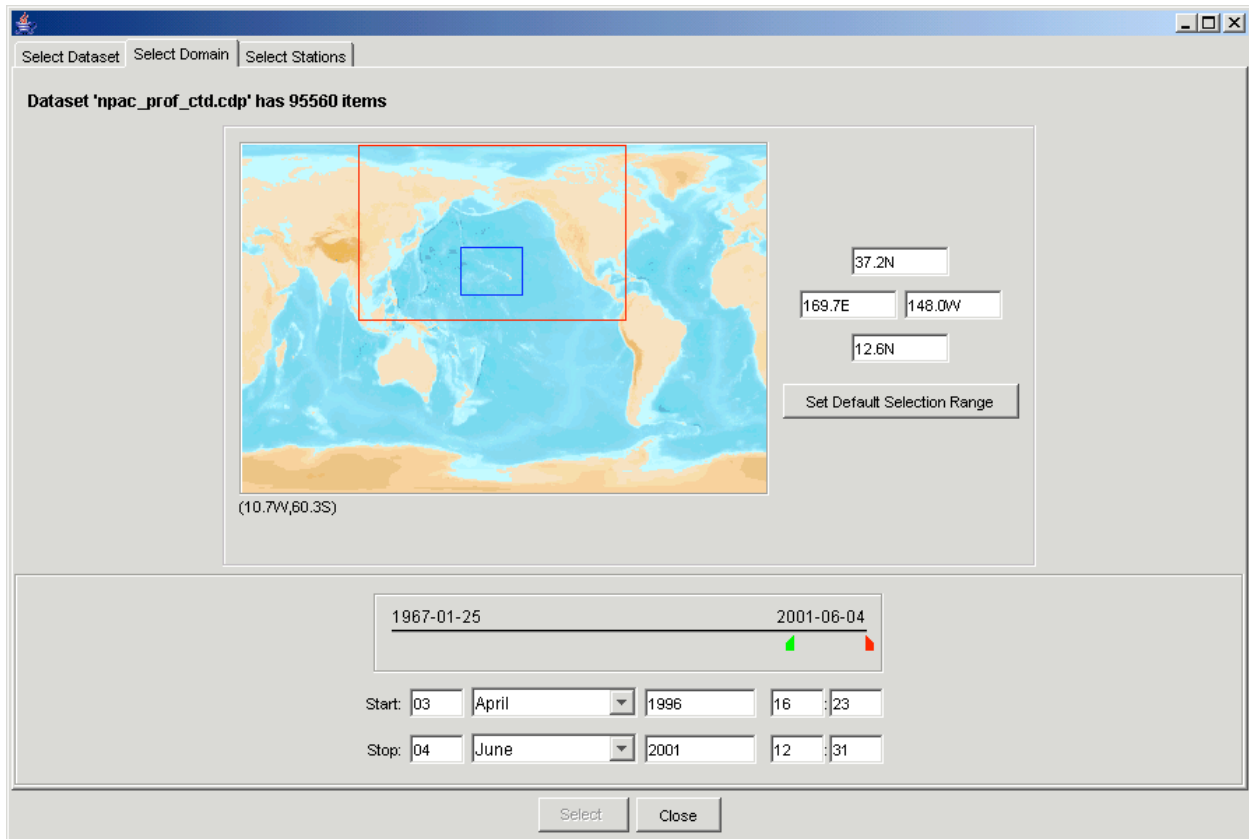 Select Dataset Select Domain Select Stations
Dataset 'npac_prof_ctd.cdp' has 95560 items
37.2N
169.7E 148.0W
12.6N
Set Default Selection Range
(10.7W,60.3S)
1967-01-25 2001-06-04
Start: 03 April 1996 16 : 23
Stop: 04 June 2001 12 : 31
Select Close